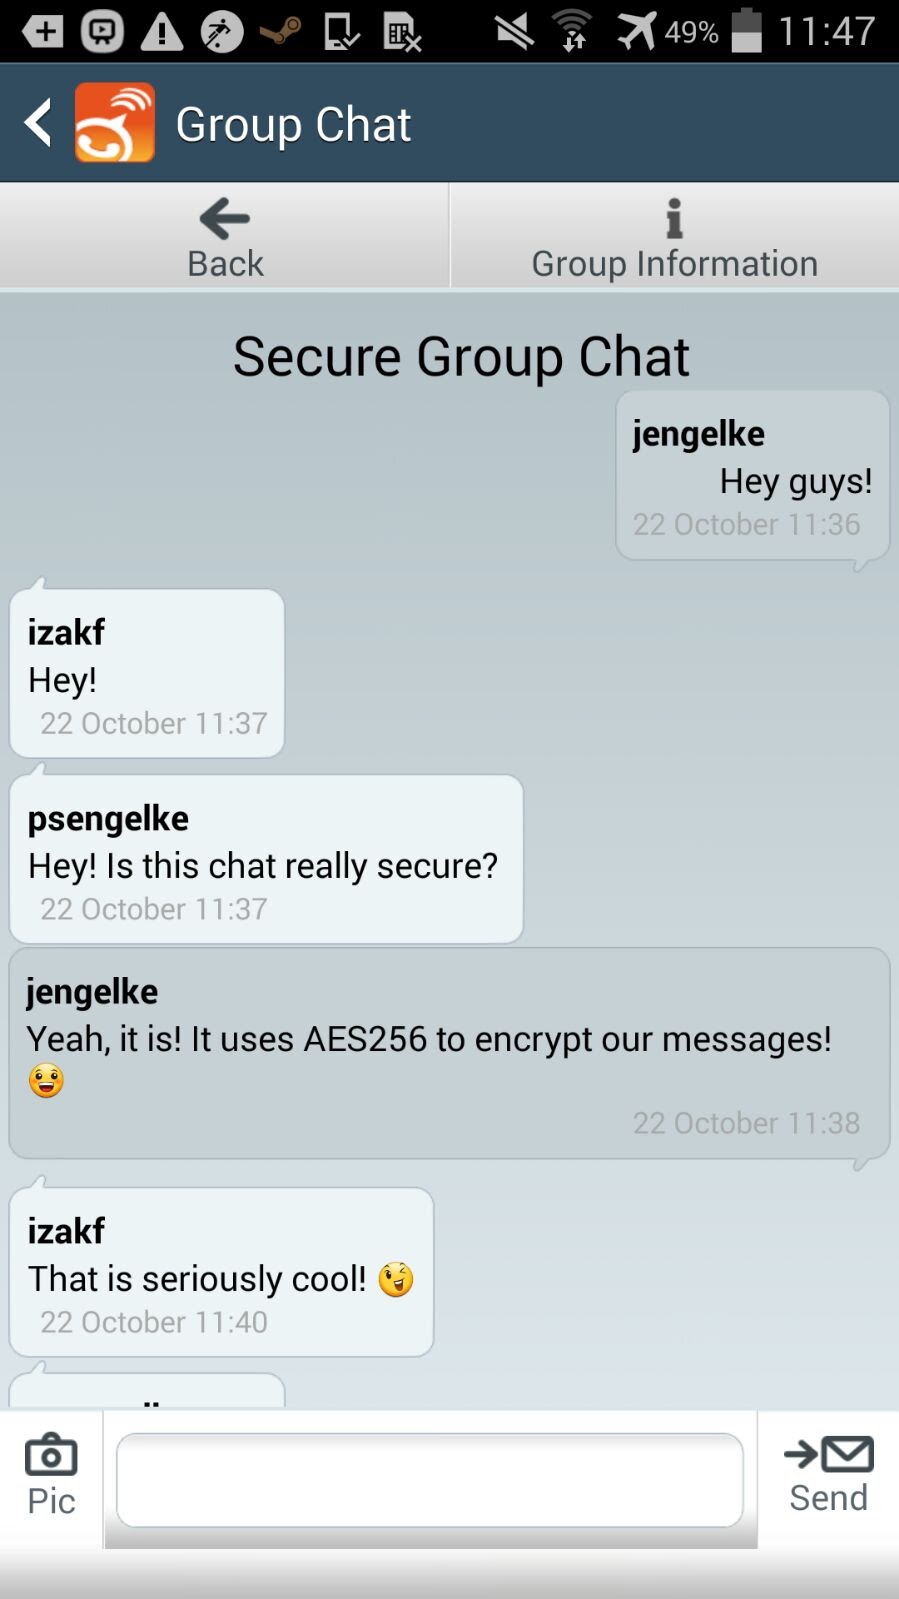 49% 11:47
Group Chat
Back
Group Information
Secure Group Chat
jengelke
Hey guys!
22 October 11:36
izakf
Hey!
22 October 11:37
psengelke
Hey! Is this chat really secure?
22 October 11:37
jengelke
Yeah, it is! It uses AES256 to encrypt our messages!
😀
22 October 11:38
izakf
That is seriously cool! 😉
22 October 11:40
Pic
Send